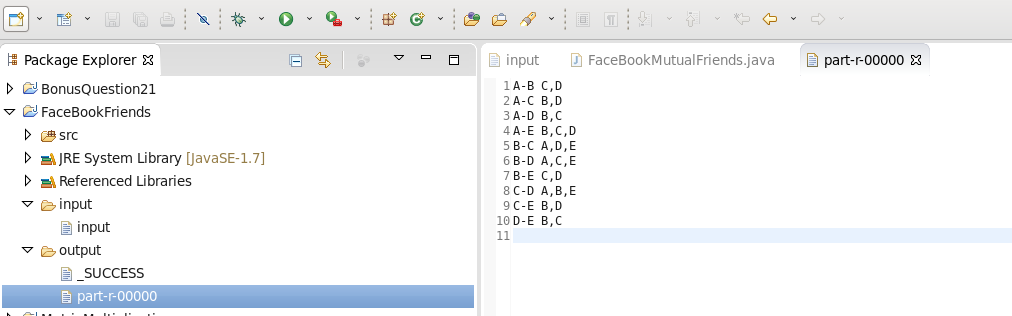 Package Explorer
BonusQuestion21
FaceBookFriends
src
JRE System Library [JavaSE-1.7]
Referenced Libraries
input
input
output
_SUCCESS
part-r-00000
input
FaceBookMutualFriends.java
part-r-00000
1 A-B C,D
2 A-C B,D
3 A-D B,C
4 A-E B,C,D
5 B-C A,D,E
6 B-D A,C,E
7 B-E C,D
8 C-D A,B,E
9 C-E B,D
10 D-E B,C
11